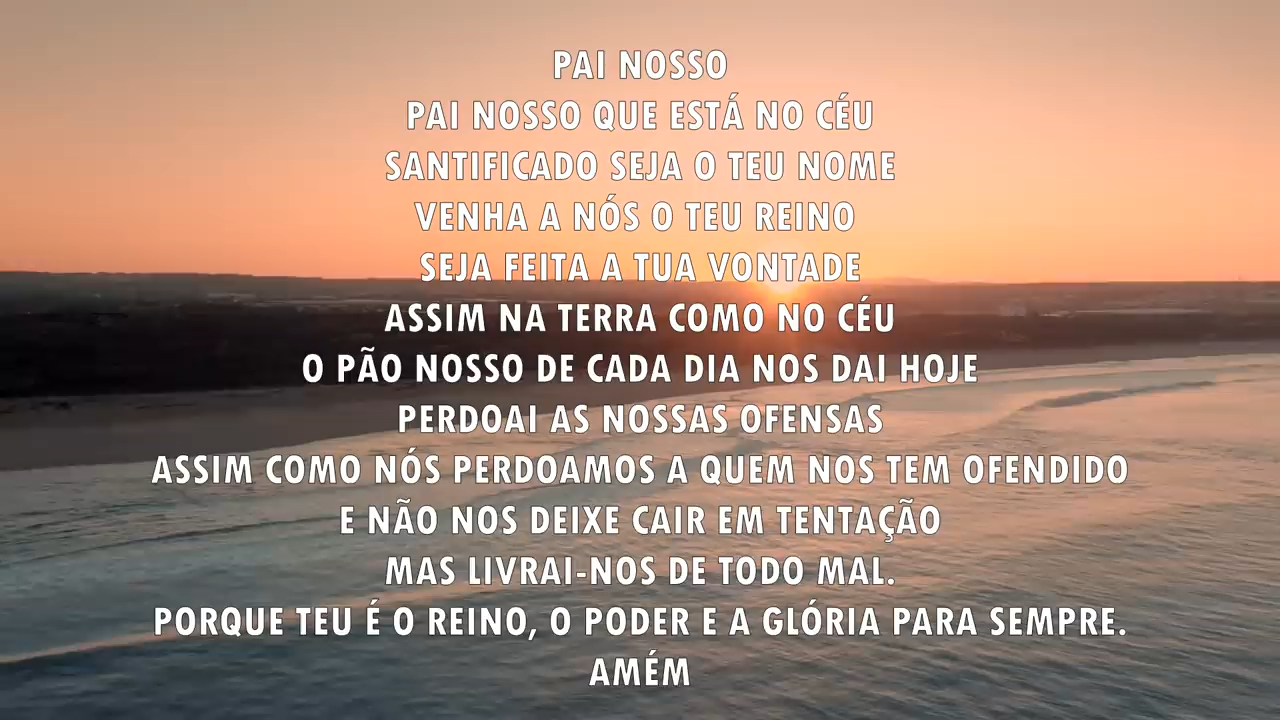 PAI NOSSO
PAI NOSSO QUE ESTÁ NO CÉU
SANTIFICADO SEJA O TEU NOME
VENHA A NÓS O TEU REINO
SEJA FEITA A TUA VONTADE
ASSIM NA TERRA COMO NO CÉU
O PÃO NOSSO DE CADA DIA NOS DAI HOJE
PERDOAI AS NOSSAS OFENSAS
ASSIM COMO NÓS PERDOAMOS A QUEM NOS TEM OFENDIDO
E NÃO NOS DEIXE CAIR EM TENTAÇÃO
MAS LIVRAI-NOS DE TODO MAL.
PORQUE TEU É O REINO, O PODER E A GLÓRIA PARA SEMPRE.
AMÉM